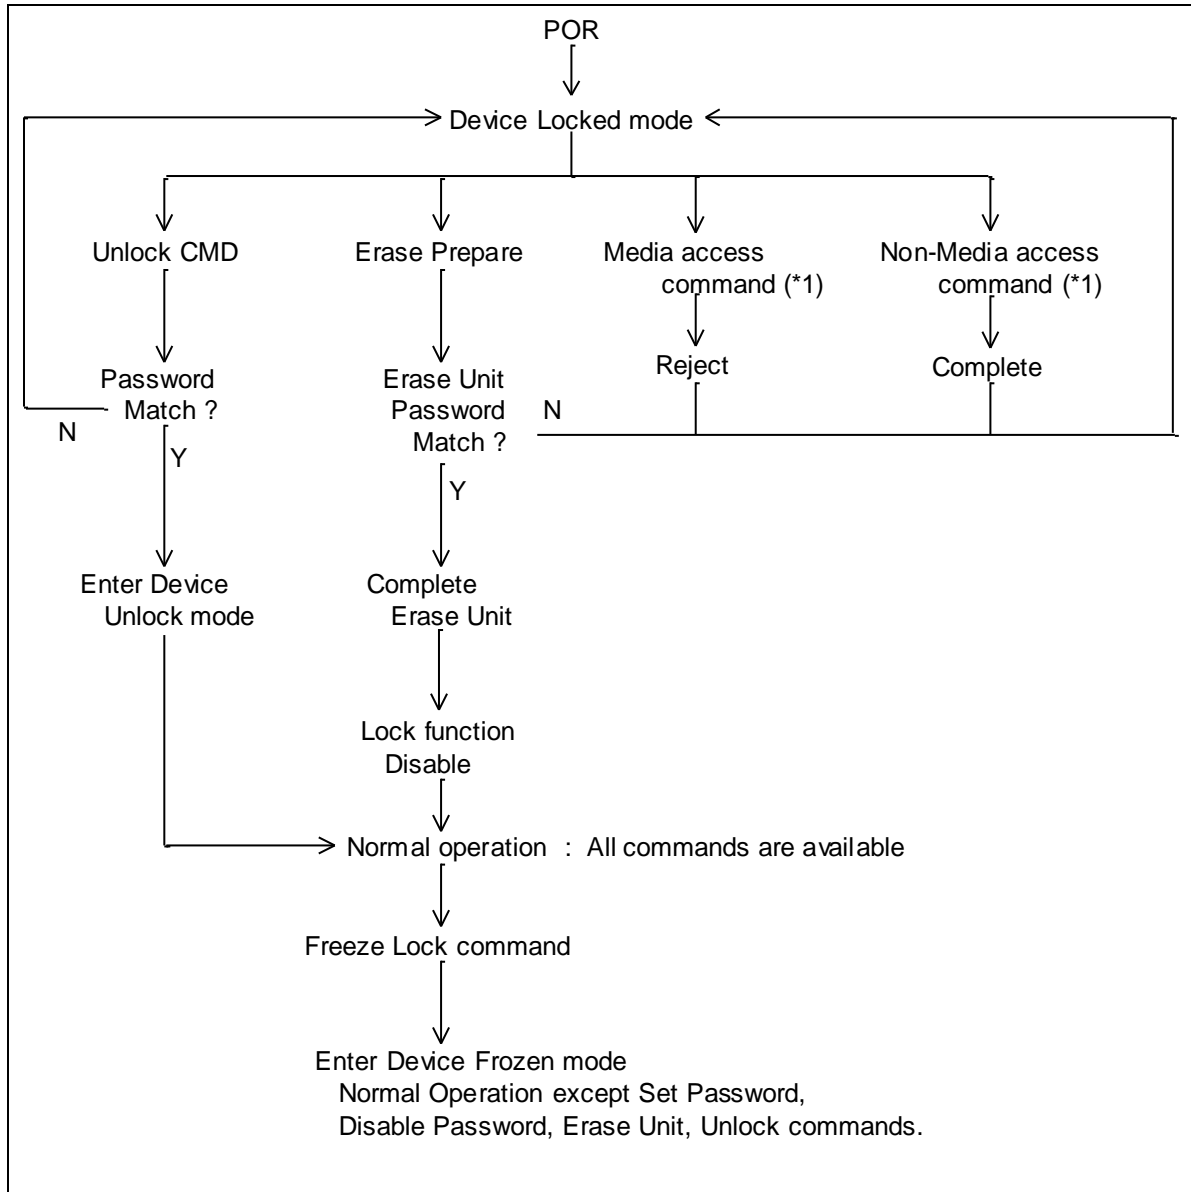 POR
Device Locked mode
Unlock CMD
Erase Prepare
Media access
command (*1)
Non-Media access
command (*1)
Password
Match ?
N
Y
Erase Unit
Password
Match ?
N
Y
Reject
Complete
Enter Device
Unlock mode
Complete
Erase Unit
Lock function
Disable
Normal operation : All commands are available
Freeze Lock command
Enter Device Frozen mode
Normal Operation except Set Password,
Disable Password, Erase Unit, Unlock commands.